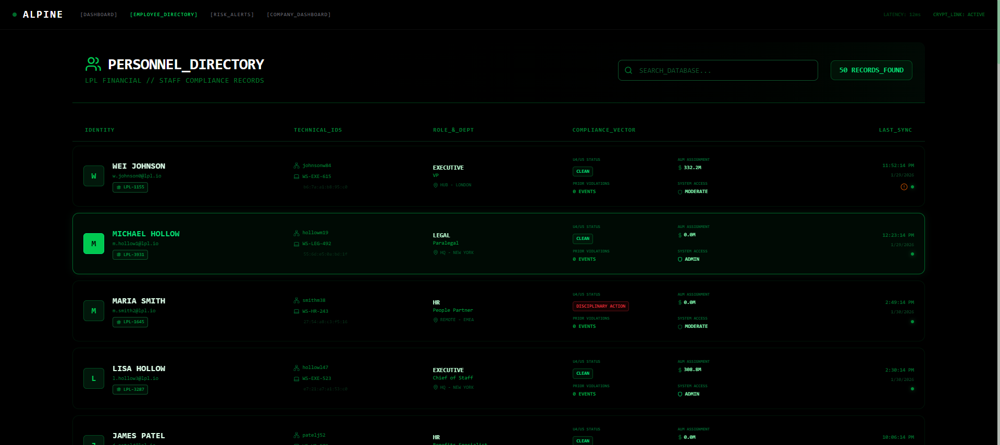 ALPINE [DASHBOARD] [EMPLOYEE_DIRECTORY] [RISK_ALERTS] [COMPANY_DASHBOARD] LATENCY: 12ms CRYPT_LINK: ACTIVE
PERSONNEL_DIRECTORY
LPL FINANCIAL // STAFF COMPLIANCE RECORDS
SEARCH_DATABASE...
50 RECORDS_FOUND
IDENTITY TECHNICAL_IDS ROLE_&_DEPT COMPLIANCE_VECTOR LAST_SYNC
W
WEI JOHNSON
w.johnson0@lpl.io
# LPL-1155
johnsonw84
WS-EXE-615
b6:7a:a1:b8:95:c0
EXECUTIVE
VP
HUB - LONDON
U4/U5 STATUS
CLEAN
PRIOR VIOLATIONS
0 EVENTS
AUM ASSIGNMENT
$ 332.2M
SYSTEM ACCESS
MODERATE
11:52:14 PM
1/29/2026
M
MICHAEL HOLLOW
m.hollow1@lpl.io
# LPL-3931
hollowm19
WS-LEG-492
55:6d:e5:0a:bd:1f
LEGAL
Paralegal
HQ - NEW YORK
U4/U5 STATUS
CLEAN
PRIOR VIOLATIONS
0 EVENTS
AUM ASSIGNMENT
$ 0.0M
SYSTEM ACCESS
ADMIN
12:23:14 PM
1/29/2026
M
MARIA SMITH
m.smith2@lpl.io
# LPL-1645
smithm38
WS-HR-243
27:54:a8:c3:f5:16
HR
People Partner
REMOTE - EMEA
U4/U5 STATUS
DISCIPLINARY ACTION
PRIOR VIOLATIONS
0 EVENTS
AUM ASSIGNMENT
$ 0.0M
SYSTEM ACCESS
MODERATE
2:49:14 PM
1/30/2026
L
LISA HOLLOW
l.hollow3@lpl.io
# LPL-3287
hollowl47
WS-EXE-523
e7:21:a7:a1:53:c0
EXECUTIVE
Chief of Staff
HQ - NEW YORK
U4/U5 STATUS
CLEAN
PRIOR VIOLATIONS
0 EVENTS
AUM ASSIGNMENT
$ 308.8M
SYSTEM ACCESS
ADMIN
2:30:14 PM
1/30/2026
JAMES PATEL
patelj52
HR
Benefits Specialist
U4/U5 STATUS
CLEAN
AUM ASSIGNMENT
$ 0.0M
10:06:14 PM